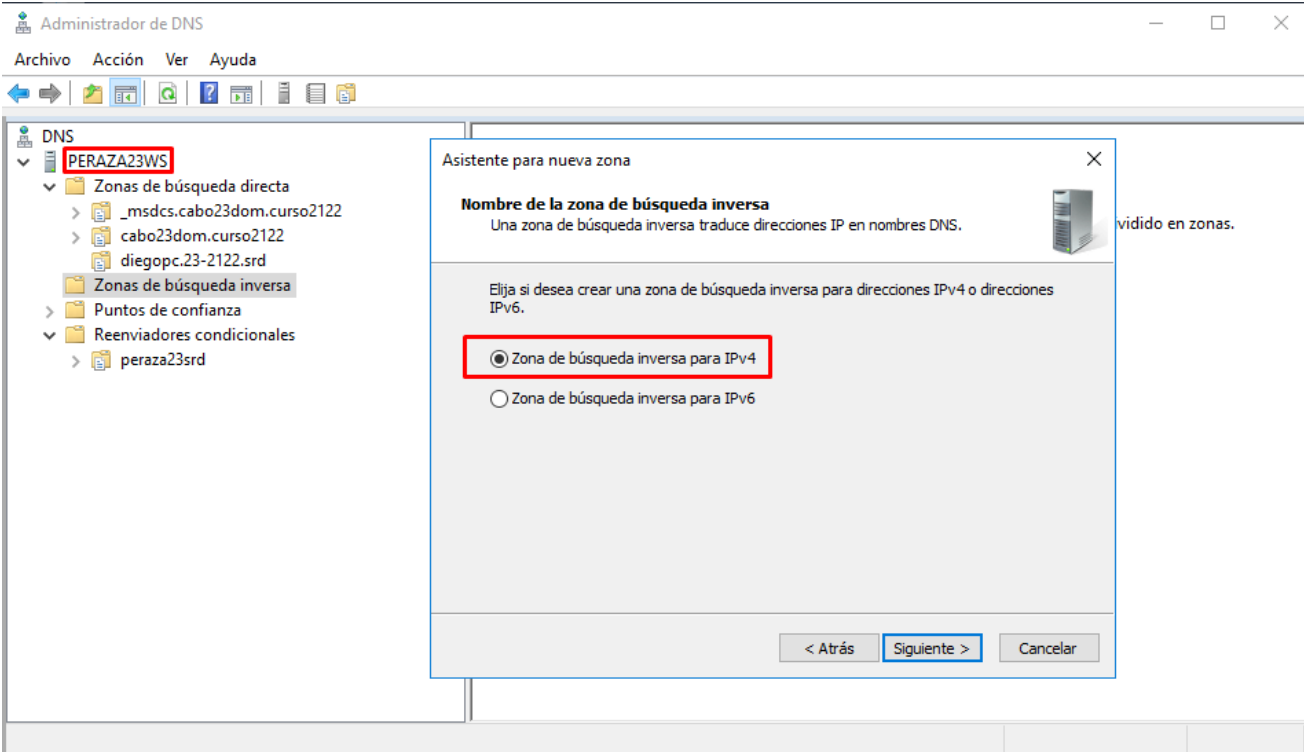 Administrador de DNS
Archivo Acción Ver Ayuda
DNS
PERAZA23WS
Zonas de búsqueda directa
_msdcs.cabo23dom.curso2122
cabo23dom.curso2122
diegopc.23-2122.srd
Zonas de búsqueda inversa
Puntos de confianza
Reenviadores condicionales
peraza23srd
Asistente para nueva zona
Nombre de la zona de búsqueda inversa
Una zona de búsqueda inversa traduce direcciones IP en nombres DNS.
vidido en zonas.
Elija si desea crear una zona de búsqueda inversa para direcciones IPv4 o direcciones
IPv6.
Zona de búsqueda inversa para IPv4
Zona de búsqueda inversa para IPv6
< Atrás Siguiente > Cancelar